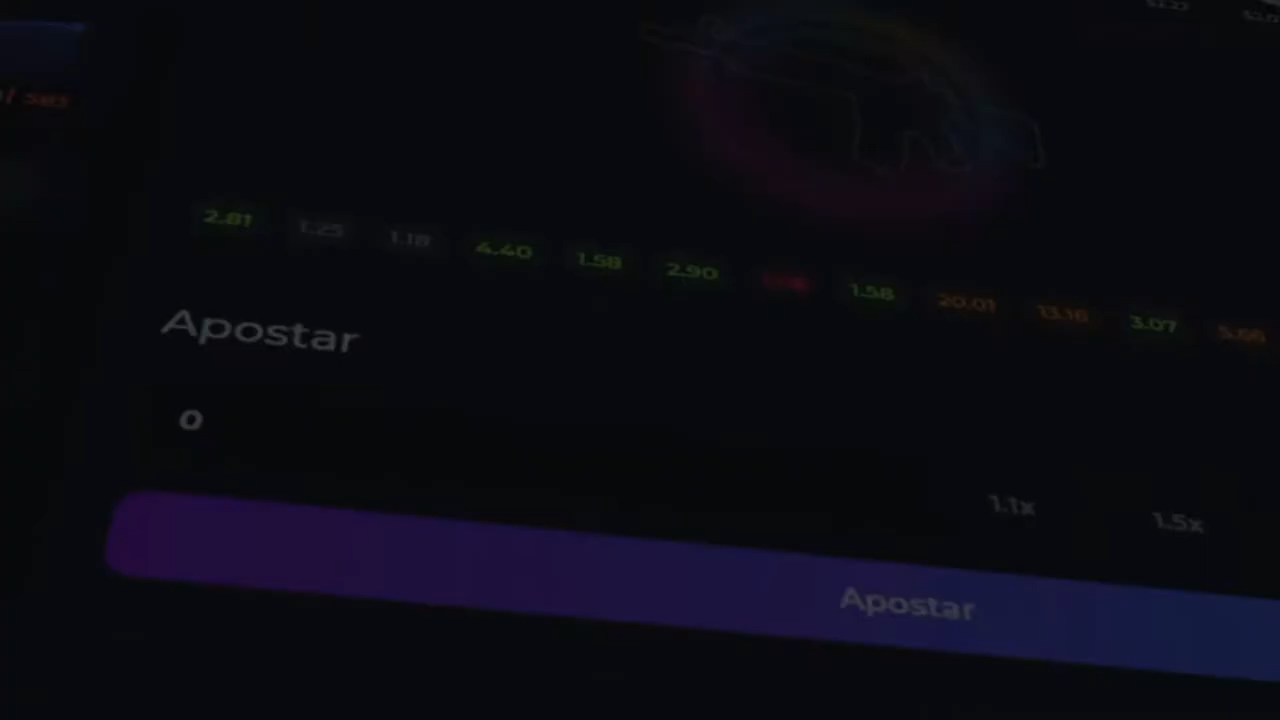 2.81 1.25 1.18 4.40 1.58 2.90 1.58 20.01 13.16 3.07
Apostar
0
1.1x 1.5x
Apostar